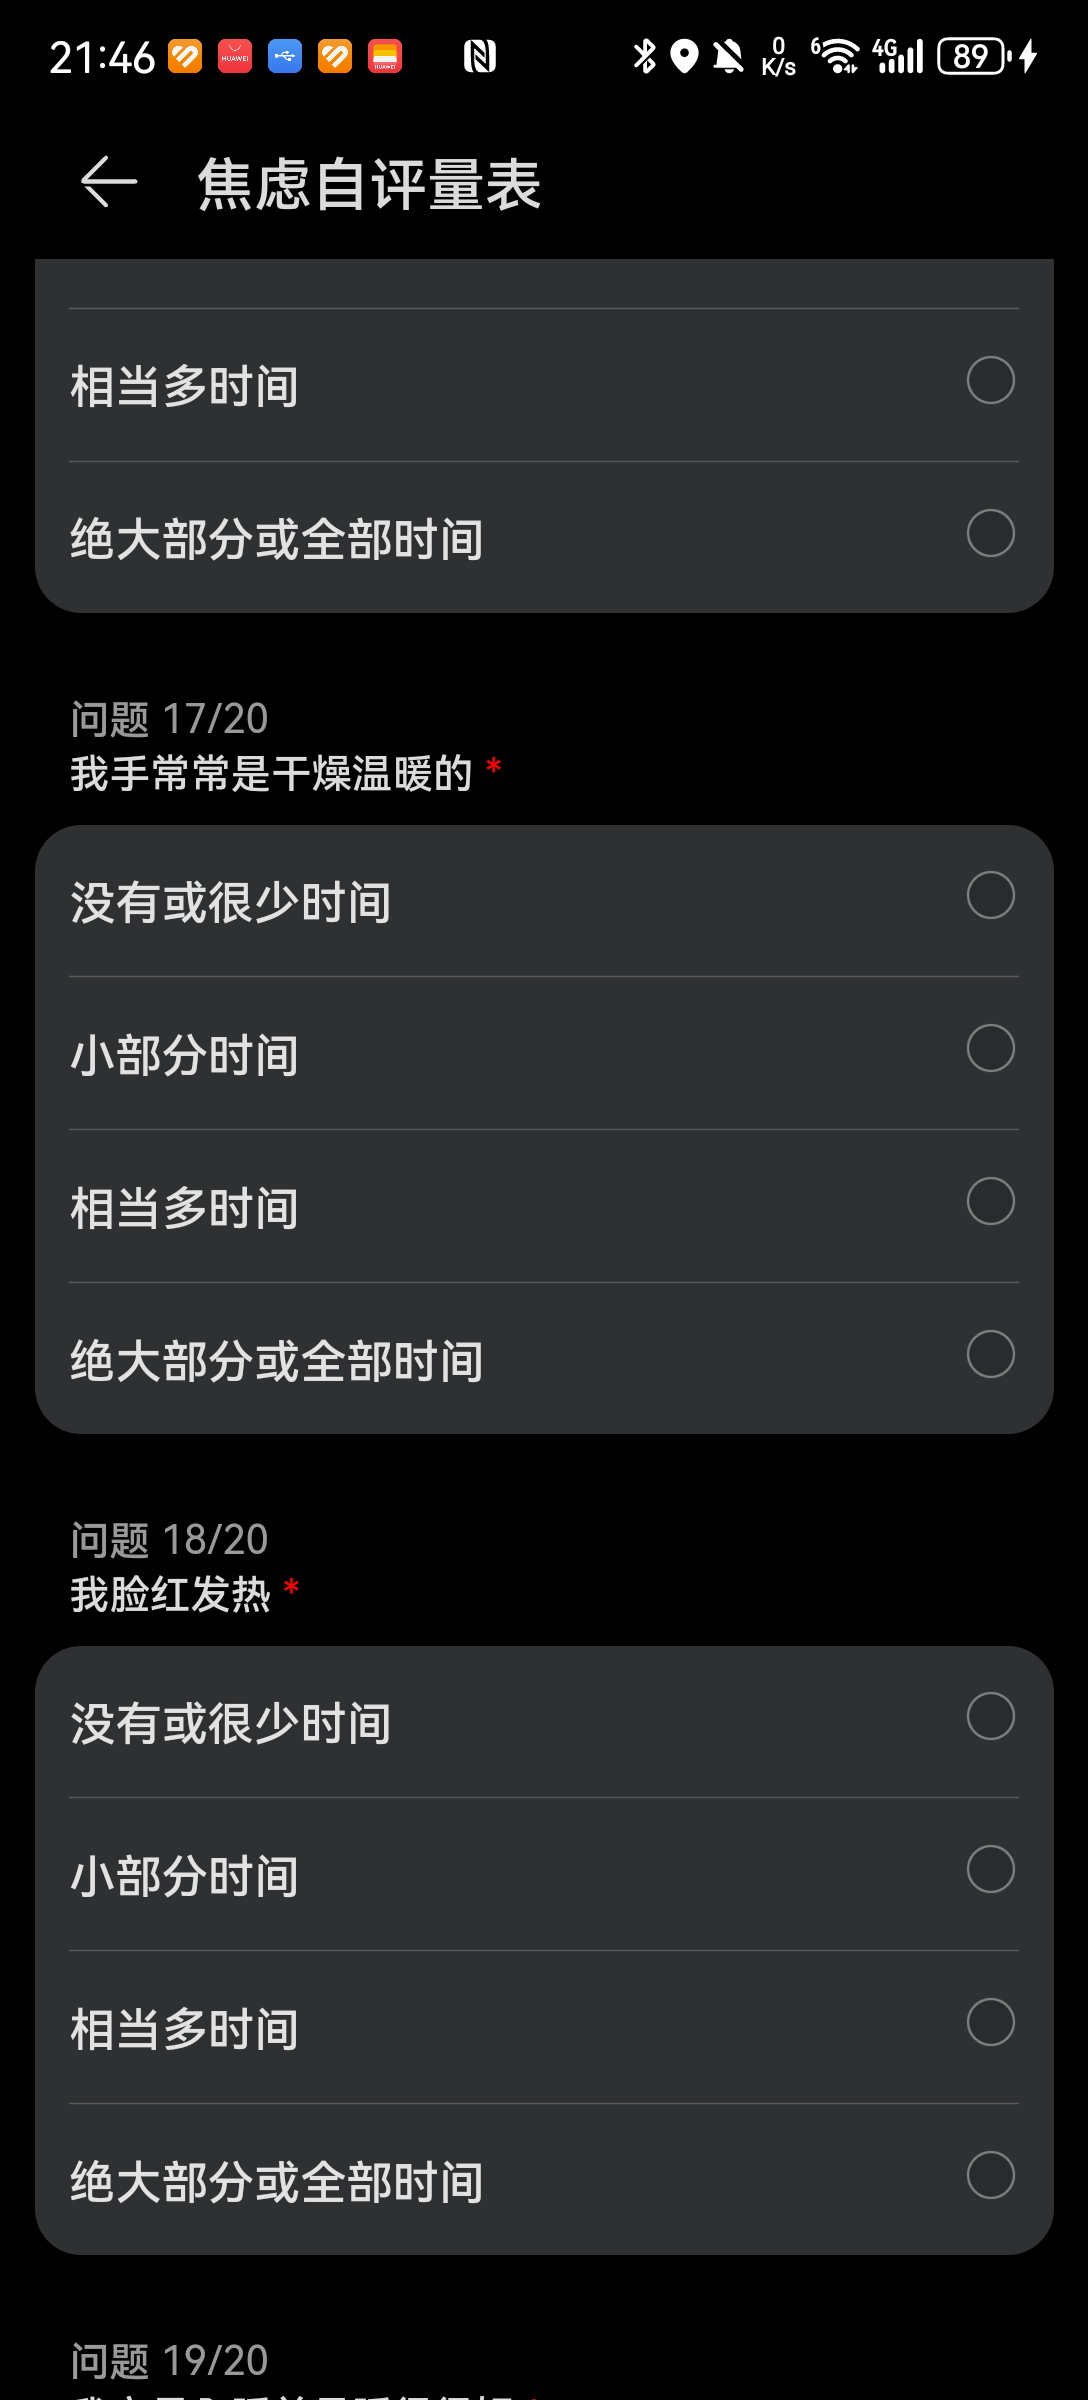 21:46
0
K/s
6
4G
89
焦虑自评量表
相当多时间
绝大部分或全部时间
问题 17/20
我手常常是干燥温暖的 *
没有或很少时间
小部分时间
相当多时间
绝大部分或全部时间
问题 18/20
我脸红发热 *
没有或很少时间
小部分时间
相当多时间
绝大部分或全部时间
问题 19/20